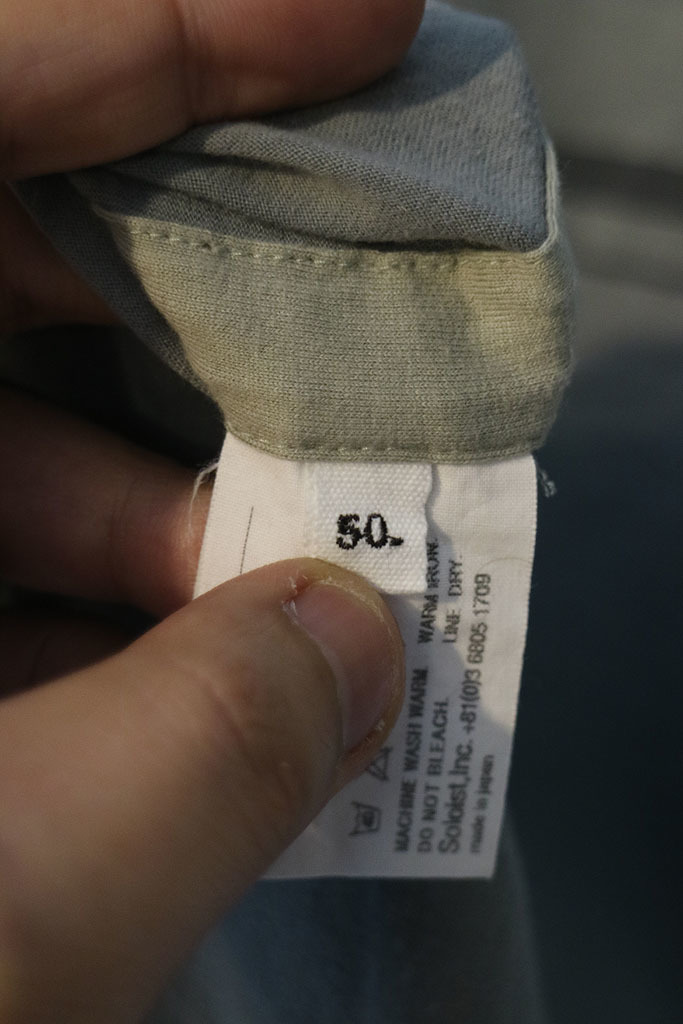 50.
MACHINE WASH WARM. WARM IRON.
DO NOT BLEACH. LINE DRY.
Soloist,Inc. +81(0)3 6805 1709
made in japan